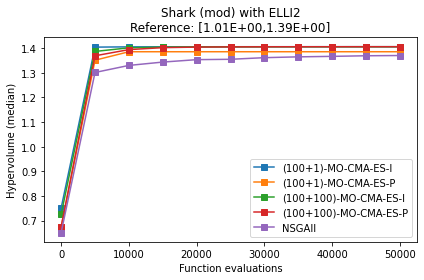 Shark (mod) with ELLI2
Reference: [1.01E+00,1.39E+00]
Hypervolume (median)
1.4
1.3
1.2
1.1
1.0
0.9
0.8
0.7
(100+1)-MO-CMA-ES-I
(100+1)-MO-CMA-ES-P
(100+100)-MO-CMA-ES-I
(100+100)-MO-CMA-ES-P
NSGAII
0 10000 20000 30000 40000 50000
Function evaluations